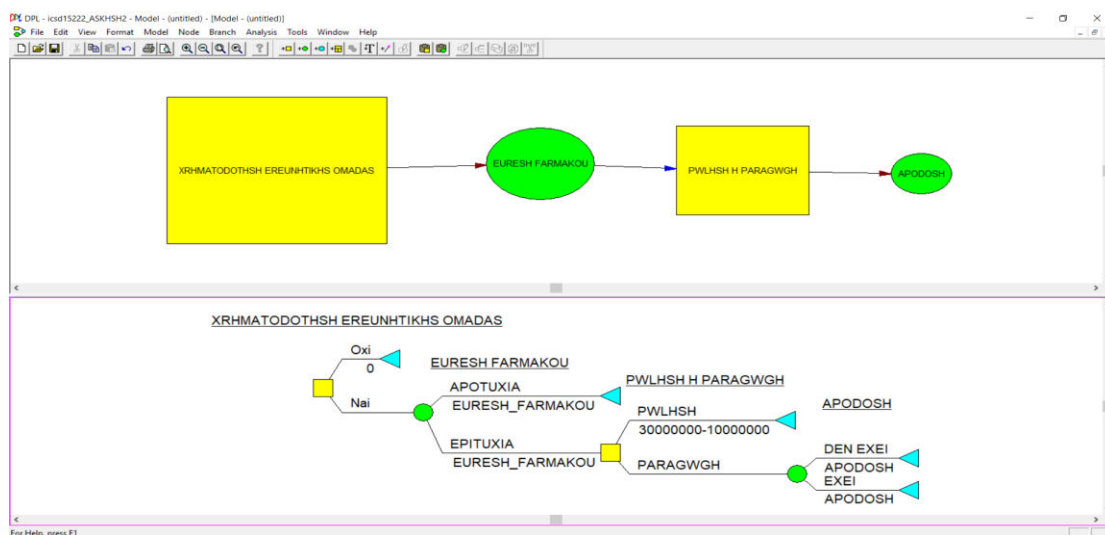 DPL - icsd15222_ASKHSH2 - Model - (untitled) - [Model - (untitled)]
File Edit View Format Model Node Branch Analysis Tools Window Help
XRHMATODOTHSH EREUNHTIKHS OMADAS
EURESH FARMAKOU
PWLHSH H PARAGWGH
APODOSH
XRHMATODOTHSH EREUNHTIKHS OMADAS
Oxi
0
Nai
EURESH FARMAKOU
APOTUXIA
EURESH_FARMAKOU
EPITUXIA
EURESH_FARMAKOU
PWLHSH H PARAGWGH
PWLHSH
30000000-10000000
PARAGWGH
APODOSH
DEN EXEI
APODOSH
EXEI
APODOSH
For Help, press F1